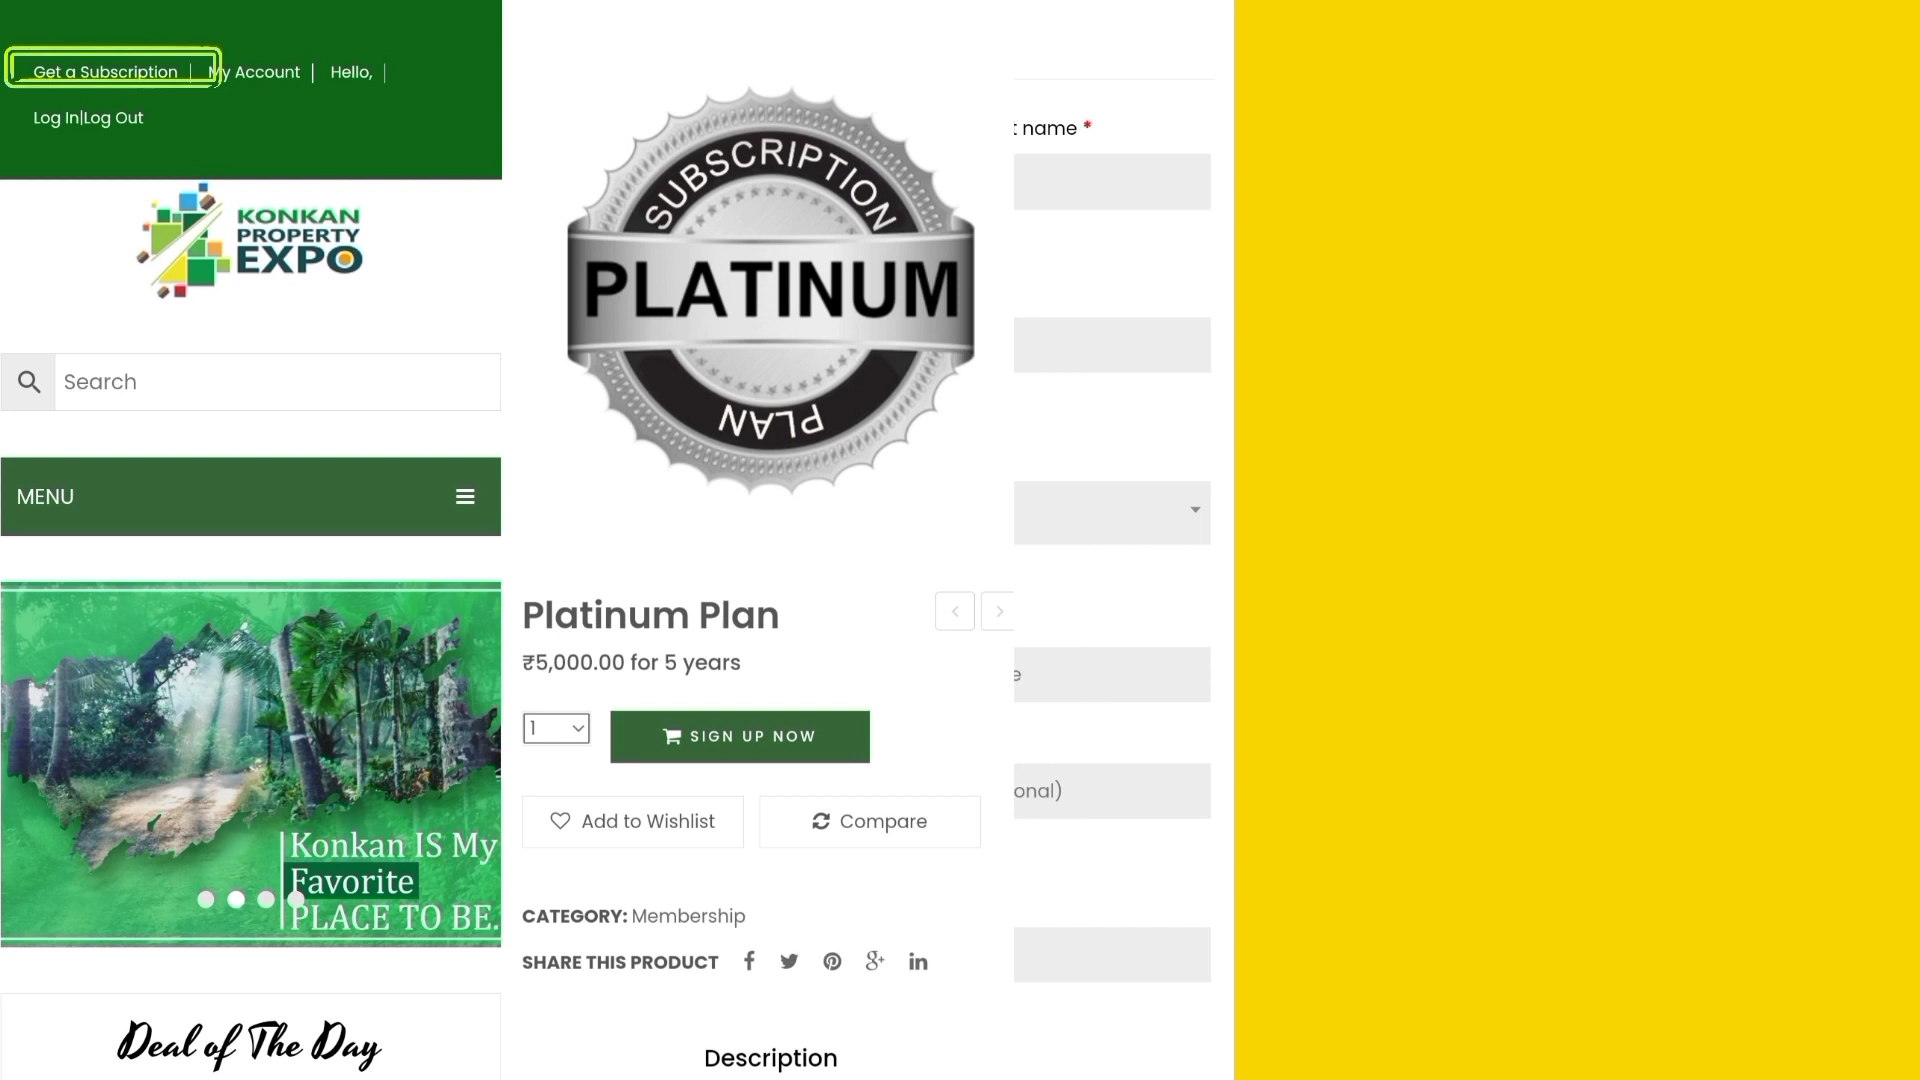 Get a Subscription
My Account
Hello,
Log In|Log Out
KONKAN
PROPERTY
EXPO
Search
MENU
Konkan IS My
Favorite
PLACE TO BE.
Deal of The Day
SUBSCRIPTION
PLATINUM
PLAN
Platinum Plan
₹5,000.00 for 5 years
1
SIGN UP NOW
Add to Wishlist
Compare
CATEGORY: Membership
SHARE THIS PRODUCT
Description
t name *
e
onal)